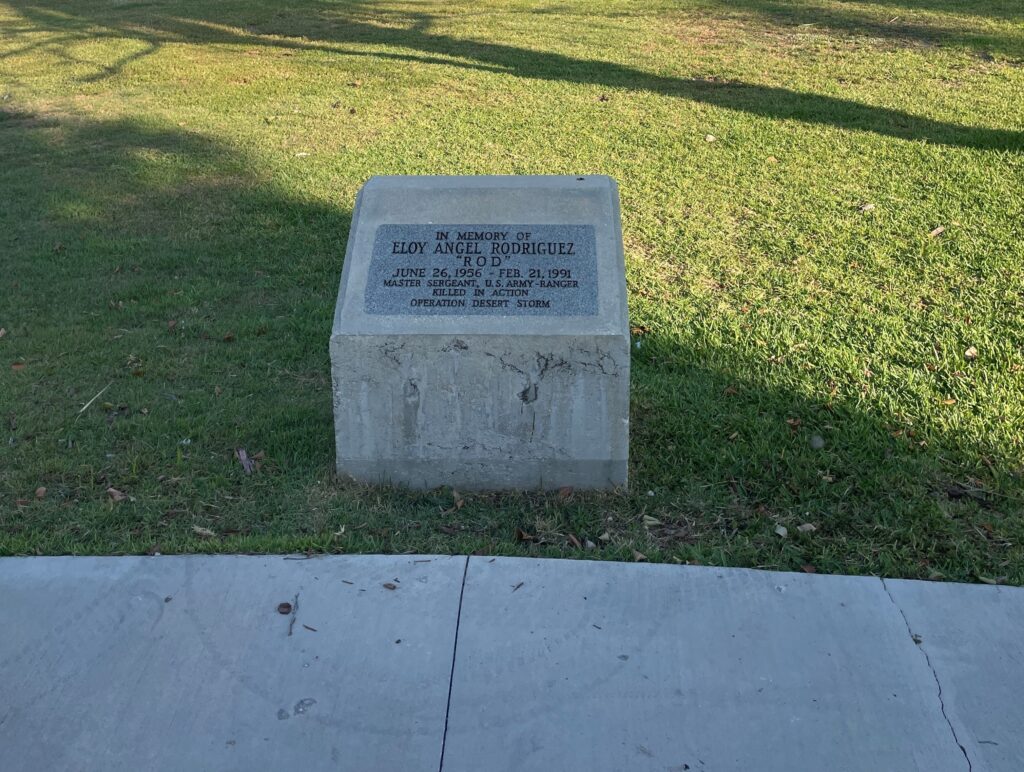 IN MEMORY OF
ELOY ANGEL RODRIGUEZ
"ROD"
JUNE 26, 1956 - FEB. 21, 1991
MASTER SERGEANT, U.S. ARMY-RANGER
KILLED IN ACTION
OPERATION DESERT STORM